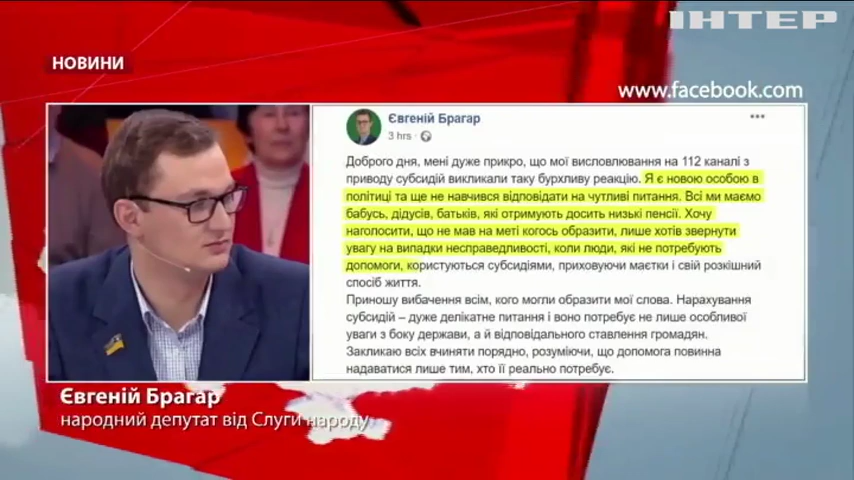 ІНТЕР
НОВИНИ
www.facebook.com
Євгеній Брагар
3 hrs
Доброго дня, мені дуже прикро, що мої висловлювання на 112 каналі з
приводу субсидій викликали таку бурхливу реакцію. Я є новою особою в
політиці та ще не навчився відповідати на чутливі питання. Всі ми маємо
бабусь, дідусів, батьків, які отримують досить низькі пенсії. Хочу
наголосити, що не мав на меті когось образити, лише хотів звернути
увагу на випадки несправедливості, коли люди, які не потребують
допомоги, користуються субсидіями, приховуючи маєтки і свій розкішний
спосіб життя.
Приношу вибачення всім, кого могли образити мої слова. Нарахування
субсидій – дуже делікатне питання і воно потребує не лише особливої
уваги з боку держави, а й відповідального ставлення громадян.
Закликаю всіх вчиняти порядно, розуміючи, що допомога повинна
надаватися лише тим, хто її реально потребує.
Євгеній Брагар
народний депутат від Слуги народу